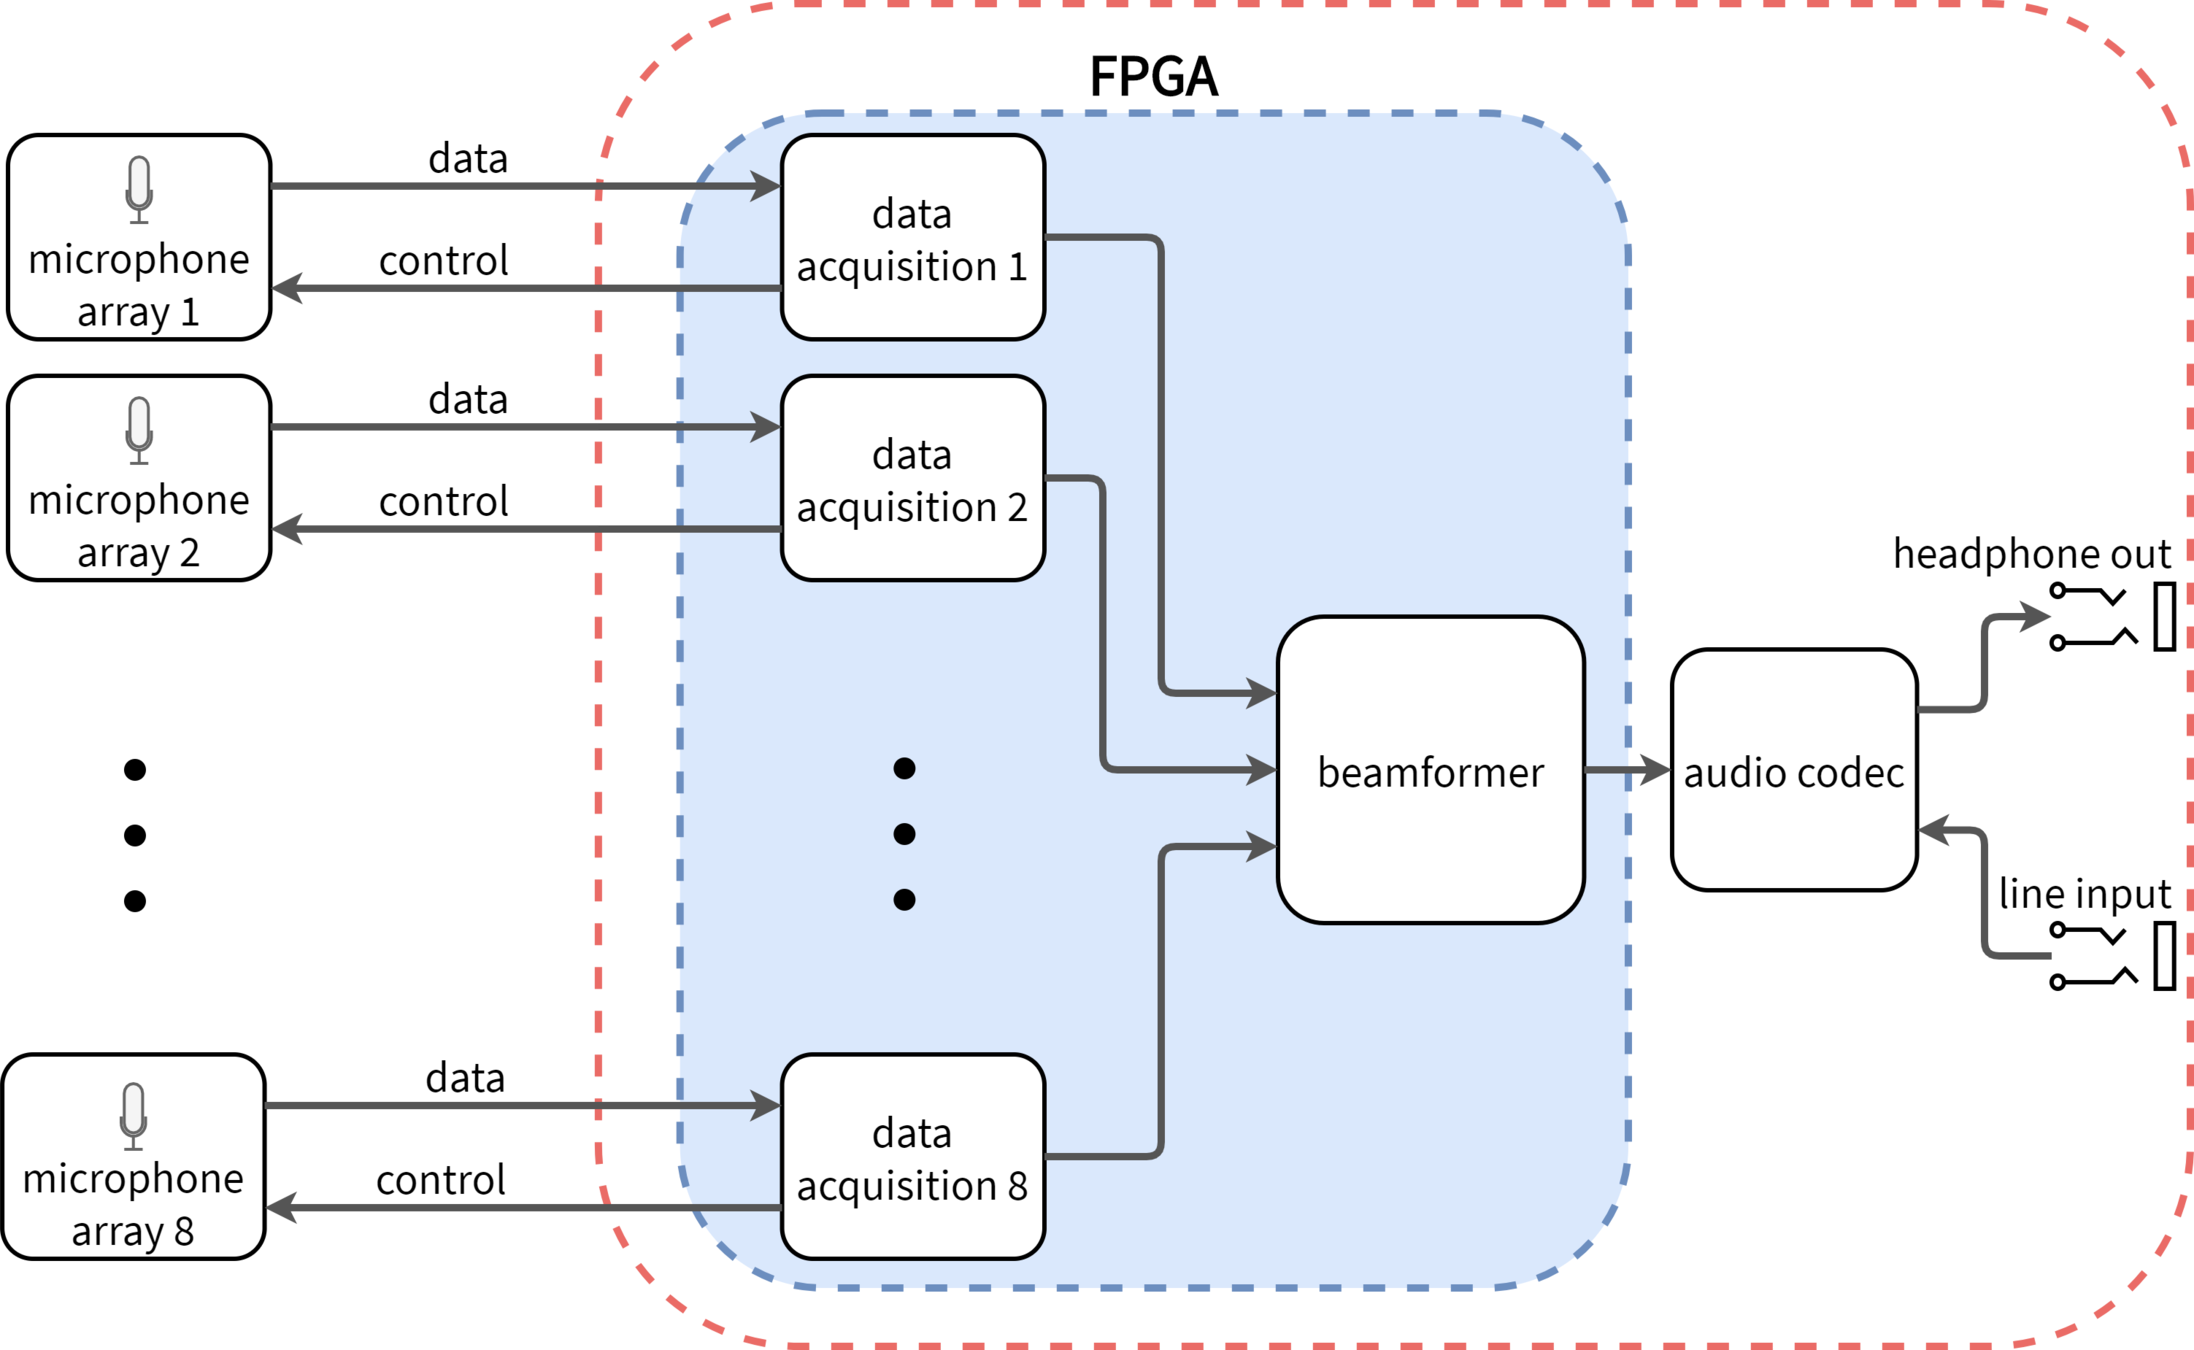 FPGA
data
microphone
array 1
control
data
acquisition 1
data
microphone
array 2
control
data
acquisition 2
headphone out
beamformer
audio codec
line input
data
microphone
array 8
control
data
acquisition 8